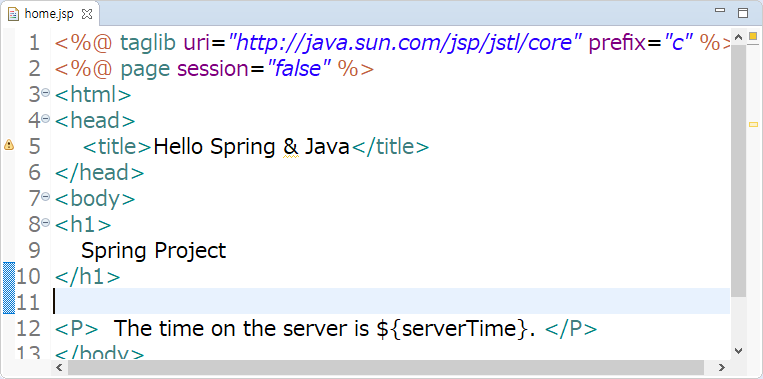 home.jsp
1 <%@ taglib uri="http://java.sun.com/jsp/jstl/core" prefix="c" %>
2 <%@ page session="false" %>
3 <html>
4 <head>
5     <title>Hello Spring & Java</title>
6 </head>
7 <body>
8 <h1>
9     Spring Project
10 </h1>
11
12 <P>  The time on the server is ${serverTime}. </P>
13 </body>